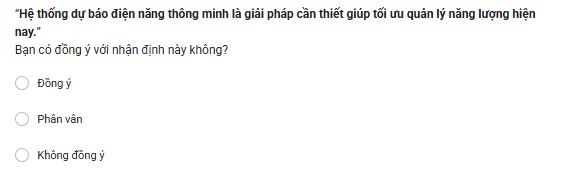 “Hệ thống dự báo điện năng thông minh là giải pháp cần thiết giúp tối ưu quản lý năng lượng hiện
nay.”
Bạn có đồng ý với nhận định này không?
Đồng ý
Phân vân
Không đồng ý